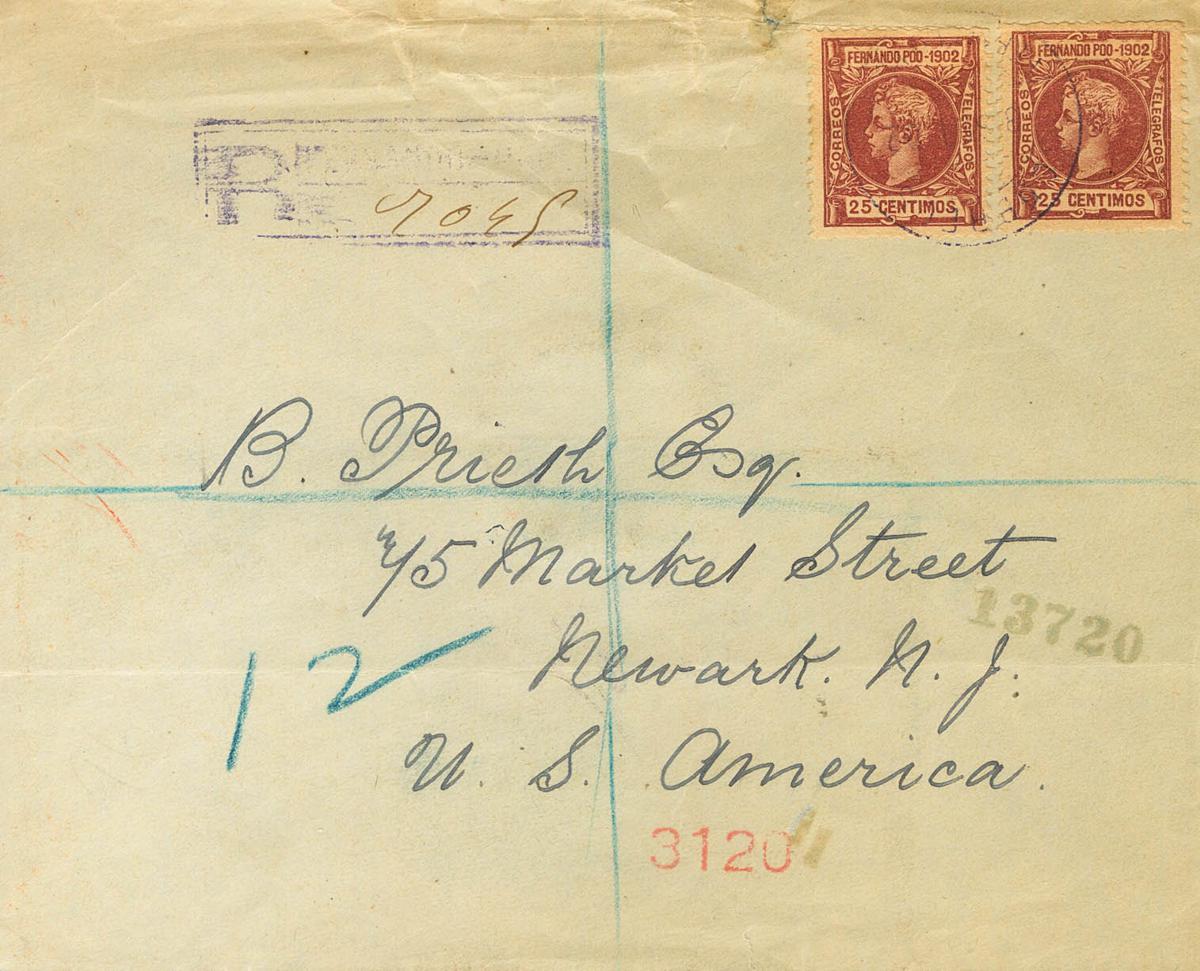 FERNANDO POO-1902
CORREOS
TELEGRAFOS
25 CENTIMOS
FERNANDO POO-1902
CORREOS
TELEGRAFOS
25 CENTIMOS
R
B. Prieth Esq.
75 Market Street
13720
Newark. N. J.
12
U. S. America.
3120